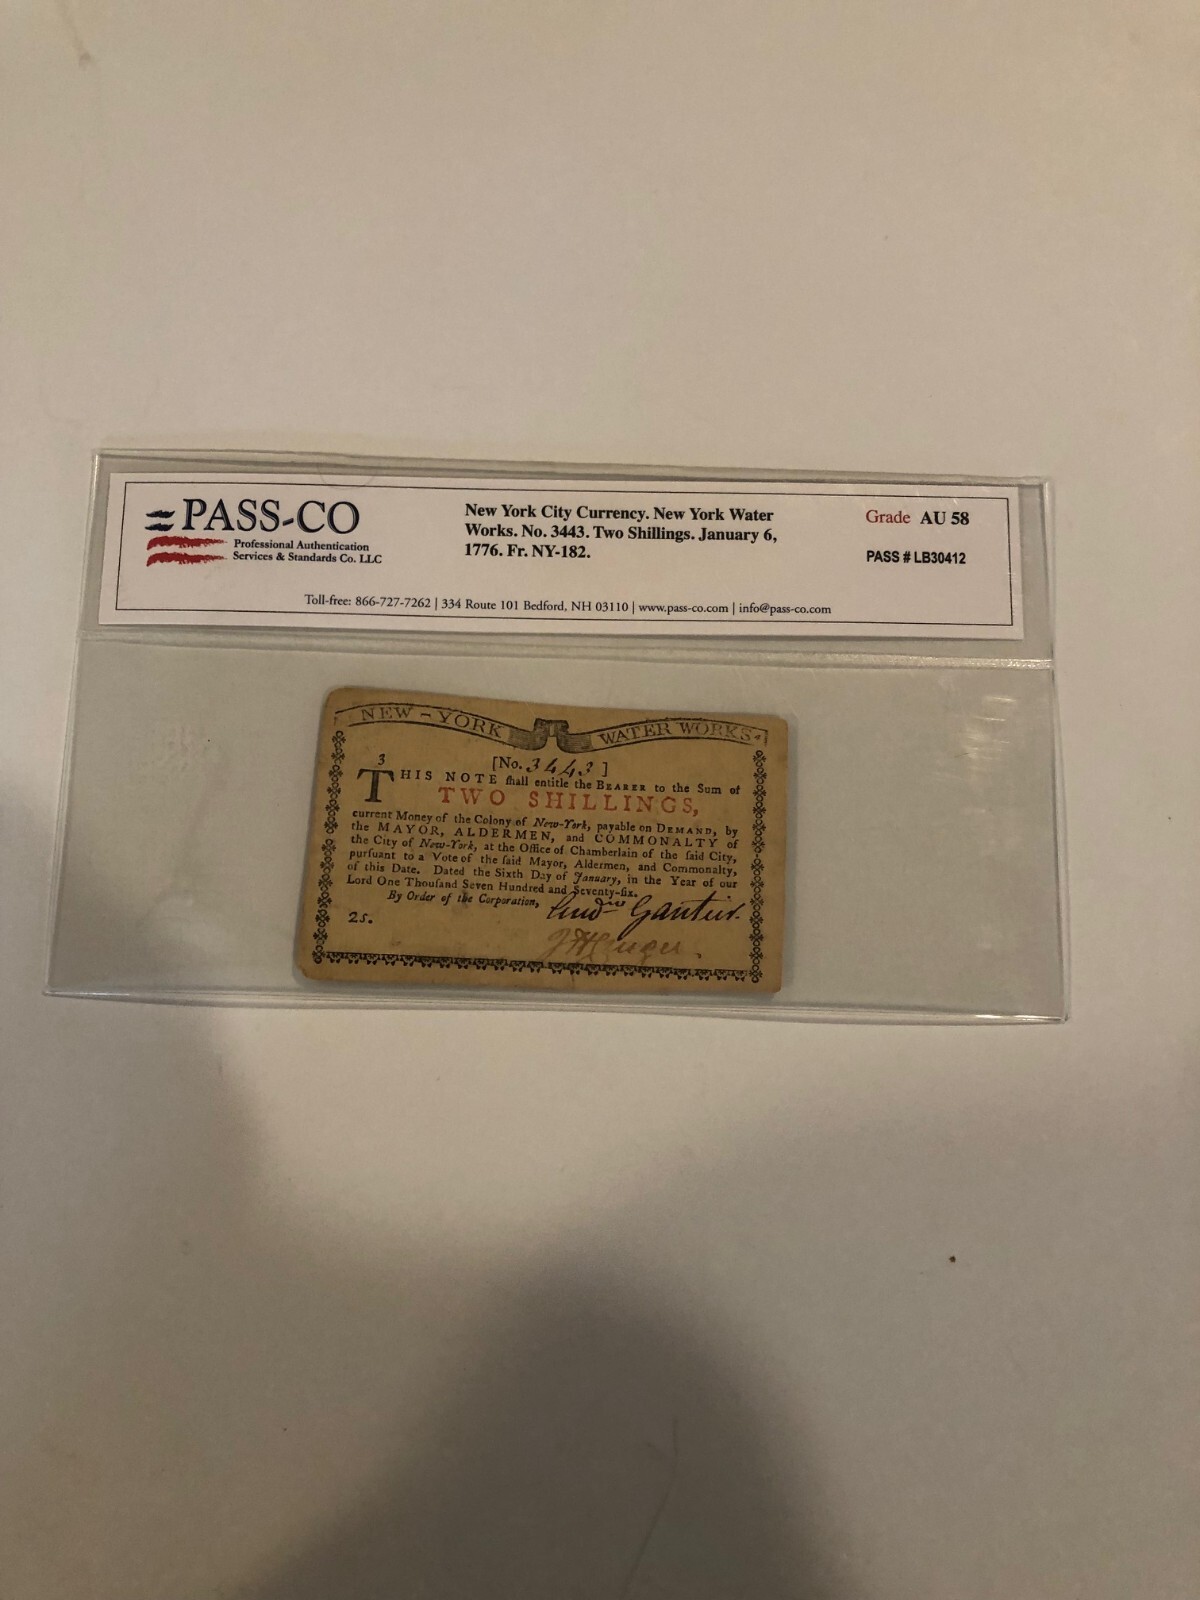 PASS-CO
Professional Authentication
Services & Standards Co. LLC
New York City Currency. New York Water
Works. No. 3443. Two Shillings. January 6,
1776. Fr. NY-182.
Grade AU 58
PASS # LB30412
Toll-free: 866-727-7262 | 334 Route 101 Bedford, NH 03110 | www.pass-co.com | info@pass-co.com
NEW-YORK WATER WORKS.
[No. 3443]
3
THIS NOTE ſhall entitle the BEARER to the Sum of
TWO SHILLINGS,
current Money of the Colony of New-York, payable on DEMAND, by
the MAYOR, ALDERMEN, and COMMONALTY of
the City of New-York, at the Office of Chamberlain of the ſaid City,
purſuant to a Vote of the ſaid Mayor, Aldermen, and Commonalty,
of this Date. Dated the Sixth Day of January, in the Year of our
Lord One Thouſand Seven Hundred and Seventy-ſix.
By Order of the Corporation,
2s.